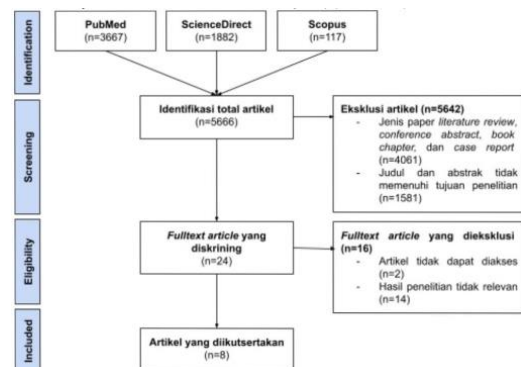 Identification
PubMed
(n=3667)
ScienceDirect
(n=1882)
Scopus
(n=117)
Screening
Identifikasi total artikel
(n=5666)
Eksklusi artikel (n=5642)
- Jenis paper literature review,
conference abstract, book
chapter, dan case report
(n=4061)
- Judul dan abstrak tidak
memenuhi tujuan penelitian
(n=1581)
Eligibility
Fulltext article yang
diskrining
(n=24)
Fulltext article yang dieksklusi
(n=16)
- Artikel tidak dapat diakses
(n=2)
- Hasil penelitian tidak relevan
(n=14)
Included
Artikel yang diikutsertakan
(n=8)